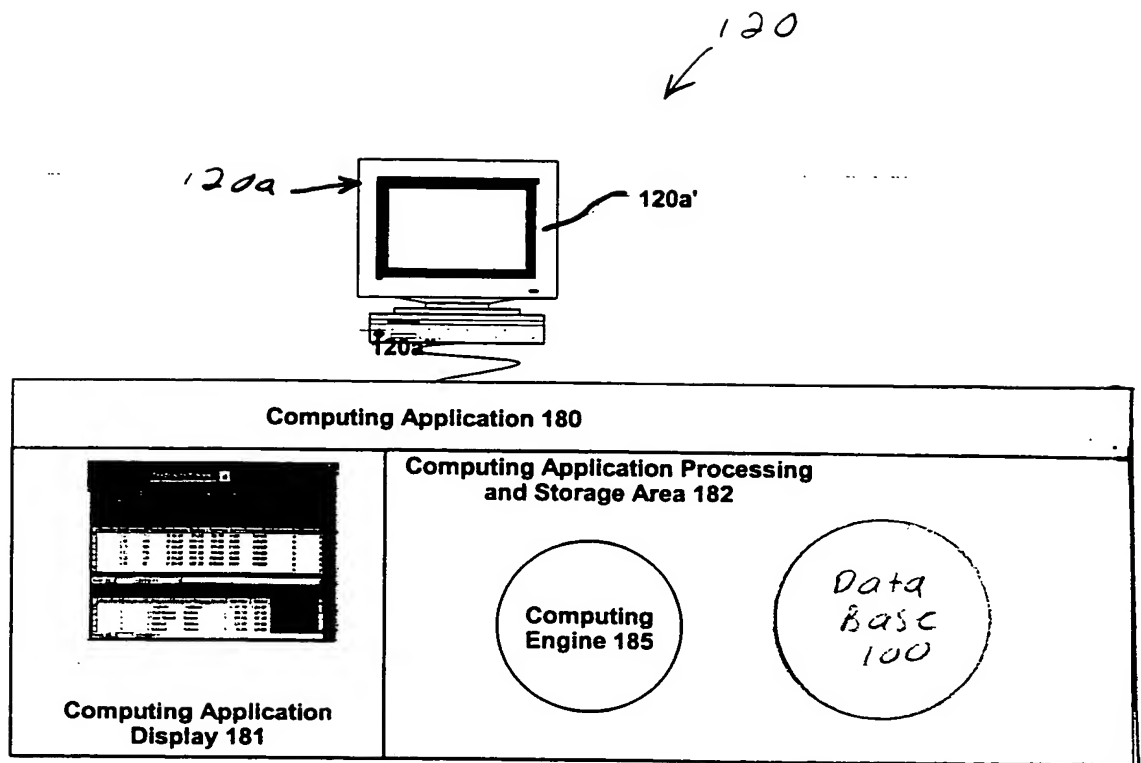 120
120a
120a'
120a"
Computing Application 180
Computing Application Processing
and Storage Area 182
Computing
Engine 185
Data
Base
100
Computing Application
Display 181